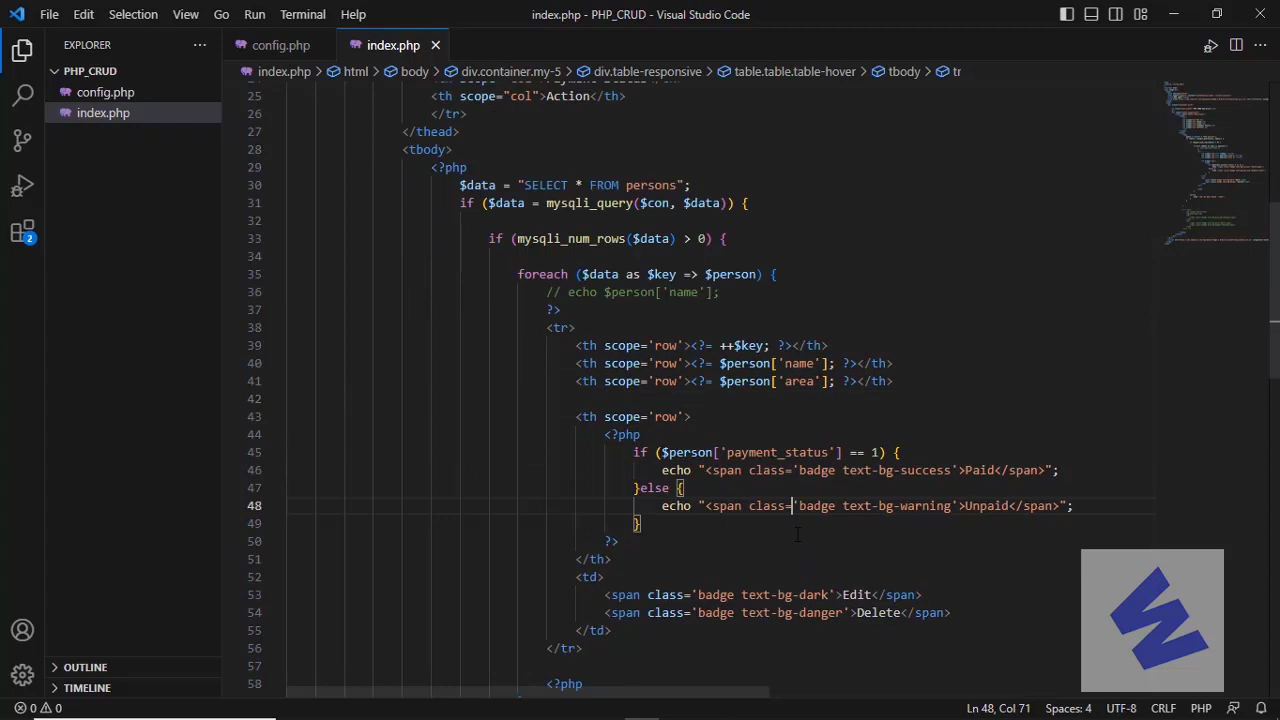 File Edit Selection View Go Run Terminal Help
index.php - PHP_CRUD - Visual Studio Code
EXPLORER
config.php
index.php
PHP_CRUD
config.php
index.php
index.php > html > body > div.container.my-5 > div.table-responsive > table.table.table-hover > tbody > tr
25 <th scope="col">Action</th>
26 </tr>
27 </thead>
28 <tbody>
29 <?php
30 $data = "SELECT * FROM persons";
31 if ($data = mysqli_query($con, $data)) {
32
33 if (mysqli_num_rows($data) > 0) {
34
35 foreach ($data as $key => $person) {
36 // echo $person['name'];
37 ?>
38 <tr>
39 <th scope='row'><?= ++$key; ?></th>
40 <th scope='row'><?= $person['name']; ?></th>
41 <th scope='row'><?= $person['area']; ?></th>
42
43 <th scope='row'>
44 <?php
45 if ($person['payment_status'] == 1) {
46 echo "<span class='badge text-bg-success'>Paid</span>";
47 }else {
48 echo "<span class='badge text-bg-warning'>Unpaid</span>";
49 }
50 ?>
51 </th>
52 <td>
53 <span class='badge text-bg-dark'>Edit</span>
54 <span class='badge text-bg-danger'>Delete</span>
55 </td>
56 </tr>
57
58 <?php
2
OUTLINE
TIMELINE
0 0
Ln 48, Col 71 Spaces: 4 UTF-8 CRLF PHP
W